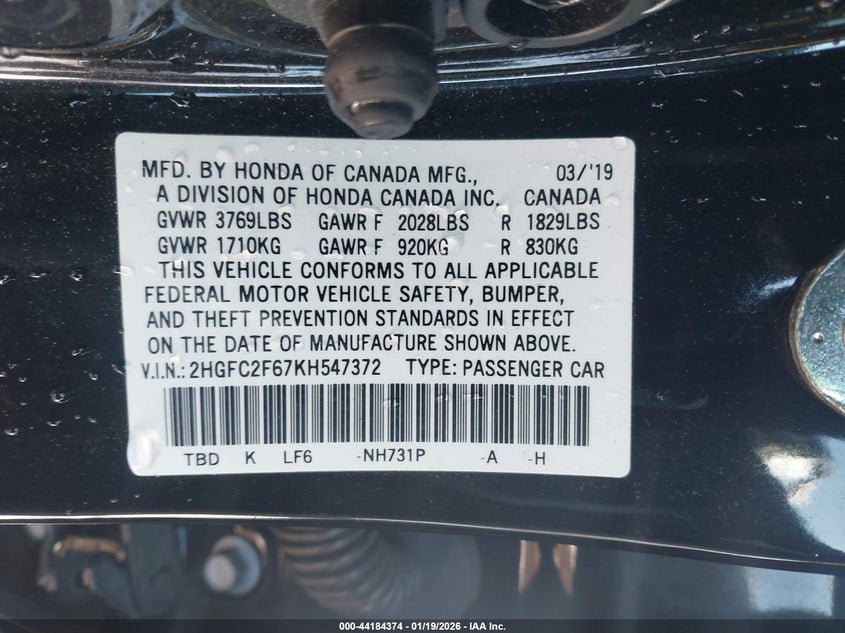 MFD. BY HONDA OF CANADA MFG., 03/'19
A DIVISION OF HONDA CANADA INC. CANADA
GVWR 3769LBS GAWR F 2028LBS R 1829LBS
GVWR 1710KG GAWR F 920KG R 830KG
THIS VEHICLE CONFORMS TO ALL APPLICABLE
FEDERAL MOTOR VEHICLE SAFETY, BUMPER,
AND THEFT PREVENTION STANDARDS IN EFFECT
ON THE DATE OF MANUFACTURE SHOWN ABOVE.
V.I.N.: 2HGFC2F67KH547372 TYPE: PASSENGER CAR
TBD K LF6 -NH731P -A -H
000-44184374 | 01/19/2026 - IAA Inc.